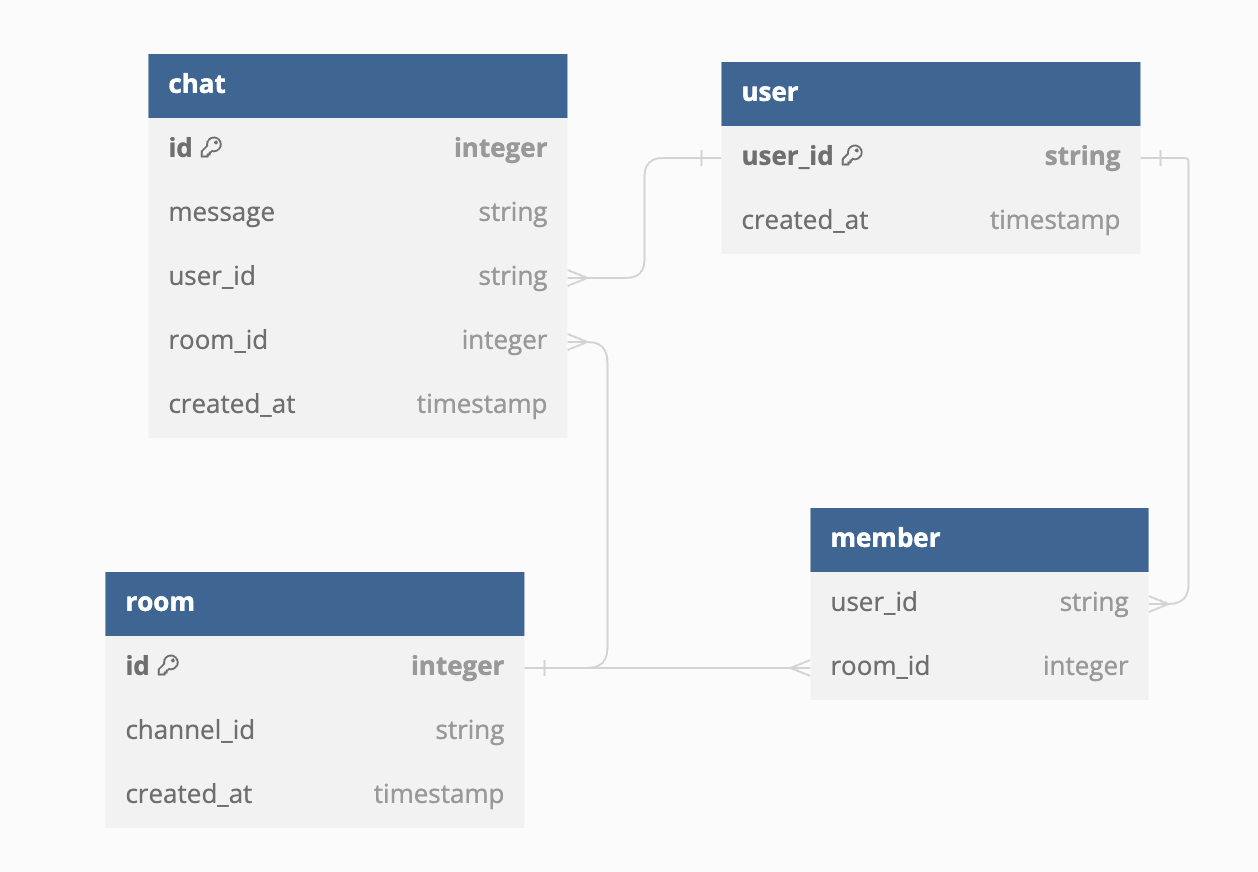 chat
id integer
message string
user_id string
room_id integer
created_at timestamp
user
user_id string
created_at timestamp
room
id integer
channel_id string
created_at timestamp
member
user_id string
room_id integer